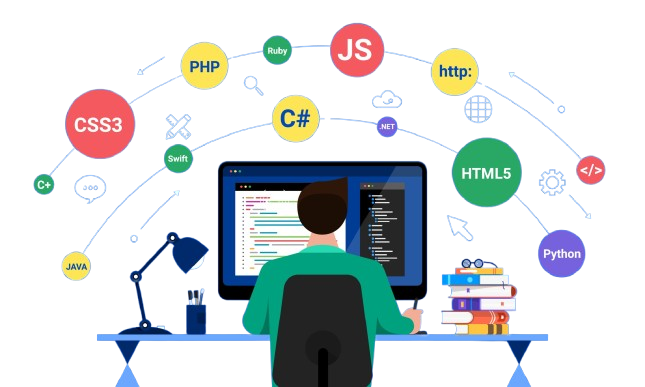 JS
Ruby
PHP
http:
CSS3
C#
.NET
Swift
HTML5
</>
C+
Python
JAVA